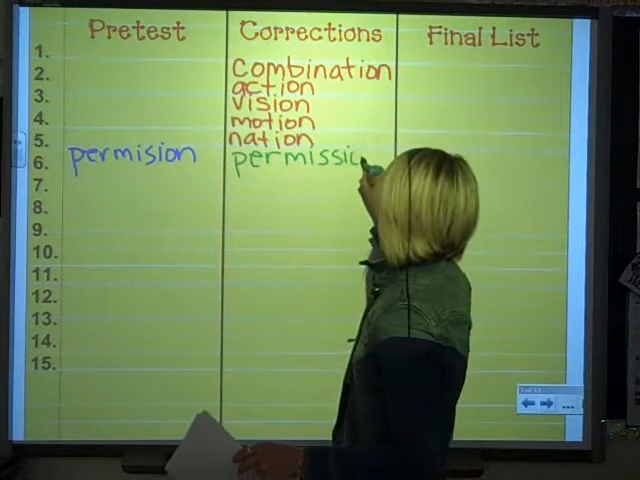 Pretest Corrections Final List
1.
2. combination
3. action
vision
4. motion
5. nation
6. permision permissio
7.
8.
9.
10.
11.
12.
13.
14.
15.